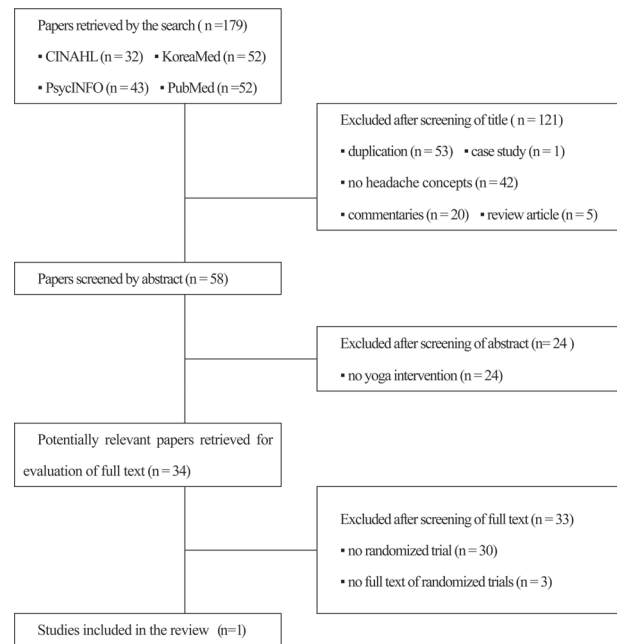 Papers retrieved by the search ( n =179)
▪ CINAHL (n = 32) ▪ KoreaMed (n = 52)
▪ PsycINFO (n = 43) ▪ PubMed (n =52)
Excluded after screening of title ( n = 121)
▪ duplication (n = 53) ▪ case study (n = 1)
▪ no headache concepts (n = 42)
▪ commentaries (n = 20) ▪ review article (n = 5)
Papers screened by abstract (n = 58)
Excluded after screening of abstract (n= 24 )
▪ no yoga intervention (n = 24)
Potentially relevant papers retrieved for
evaluation of full text (n = 34)
Excluded after screening of full text (n = 33)
▪ no randomized trial (n = 30)
▪ no full text of randomized trials (n = 3)
Studies included in the review (n=1)